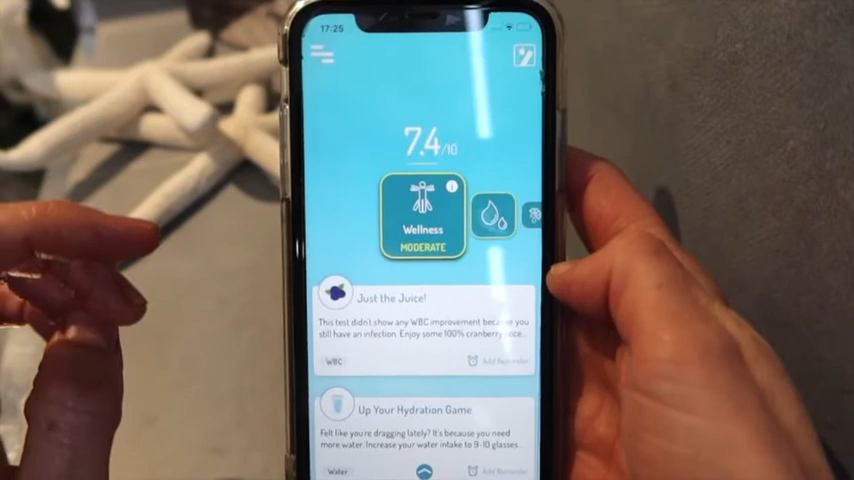 17:25
7.4/10
Wellness
MODERATE
Just the Juice!
This test didn't show any WBC improvement because you
still have an infection. Enjoy some 100% cranberry
WBC
Add Reminder
Up Your Hydration Game
Felt like you're dragging lately? It's because you need
more water. Increase your water intake to 9-10 glasses...
Water
Add Reminder